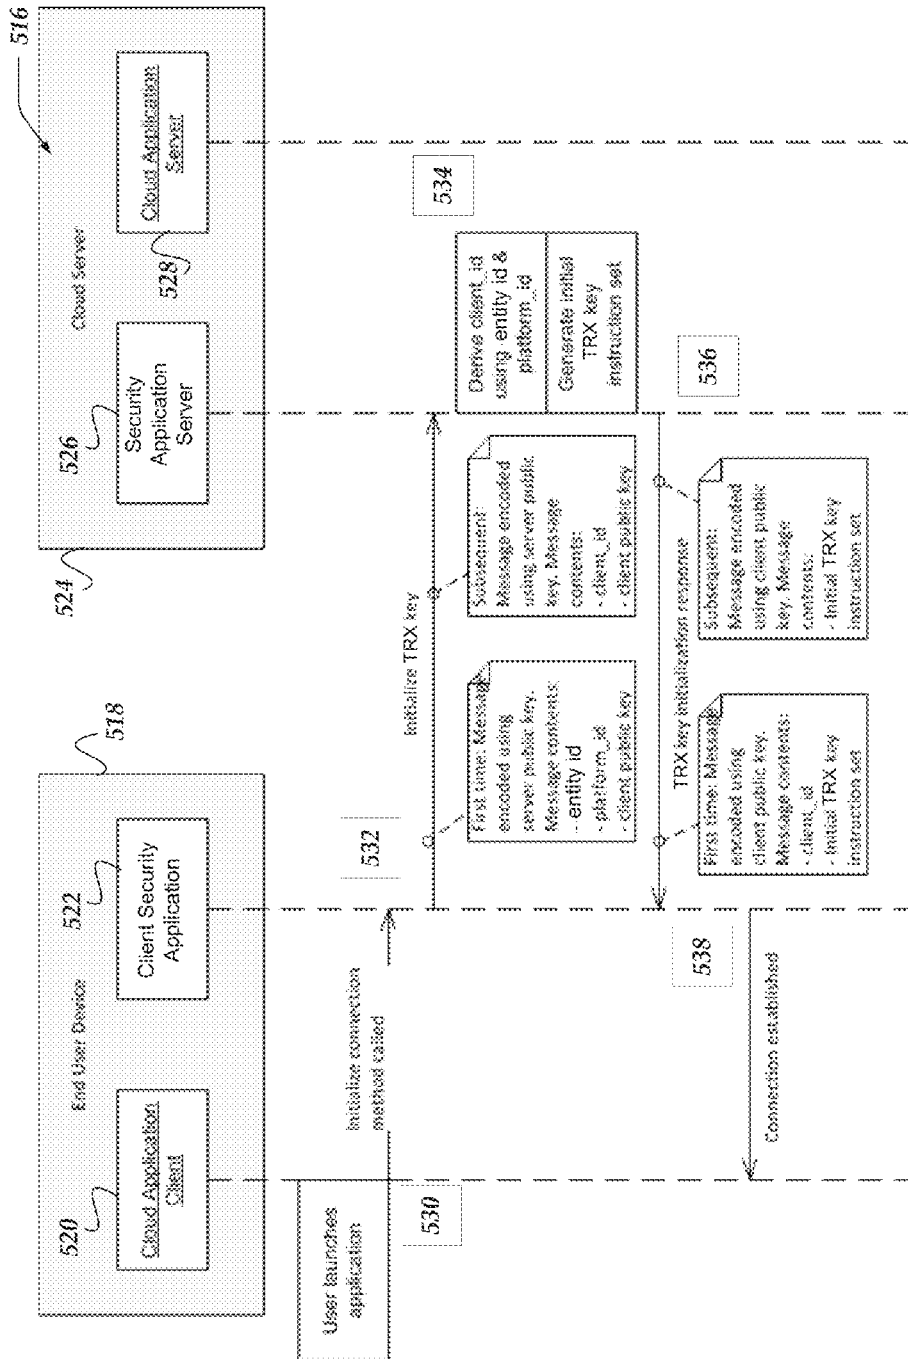 516
518
524
End User Device
Cloud Server
520
522
526
528
Cloud Application
Client
Client Security
Application
Security
Application
Server
Cloud Application
Server
User launches
application
530
Initialize connection
method called
532
Initialize TRX key
534
First time: Message
encoded using
server public key.
Message contents:
- entity id
- platform_id
- client public key
Subsequent:
Message encoded
using server public
key. Message
contents:
- client_id
- client public key
Derive client_id
using entity id &
platform_id
Generate initial
TRX key
instruction set
536
TRX key initialization response
First time: Message
encoded using
client public key.
Message contents:
- client_id
- Initial TRX key
instruction set
Subsequent:
Message encoded
using client public
key. Message
contents:
- Initial TRX key
instruction set
538
Connection established